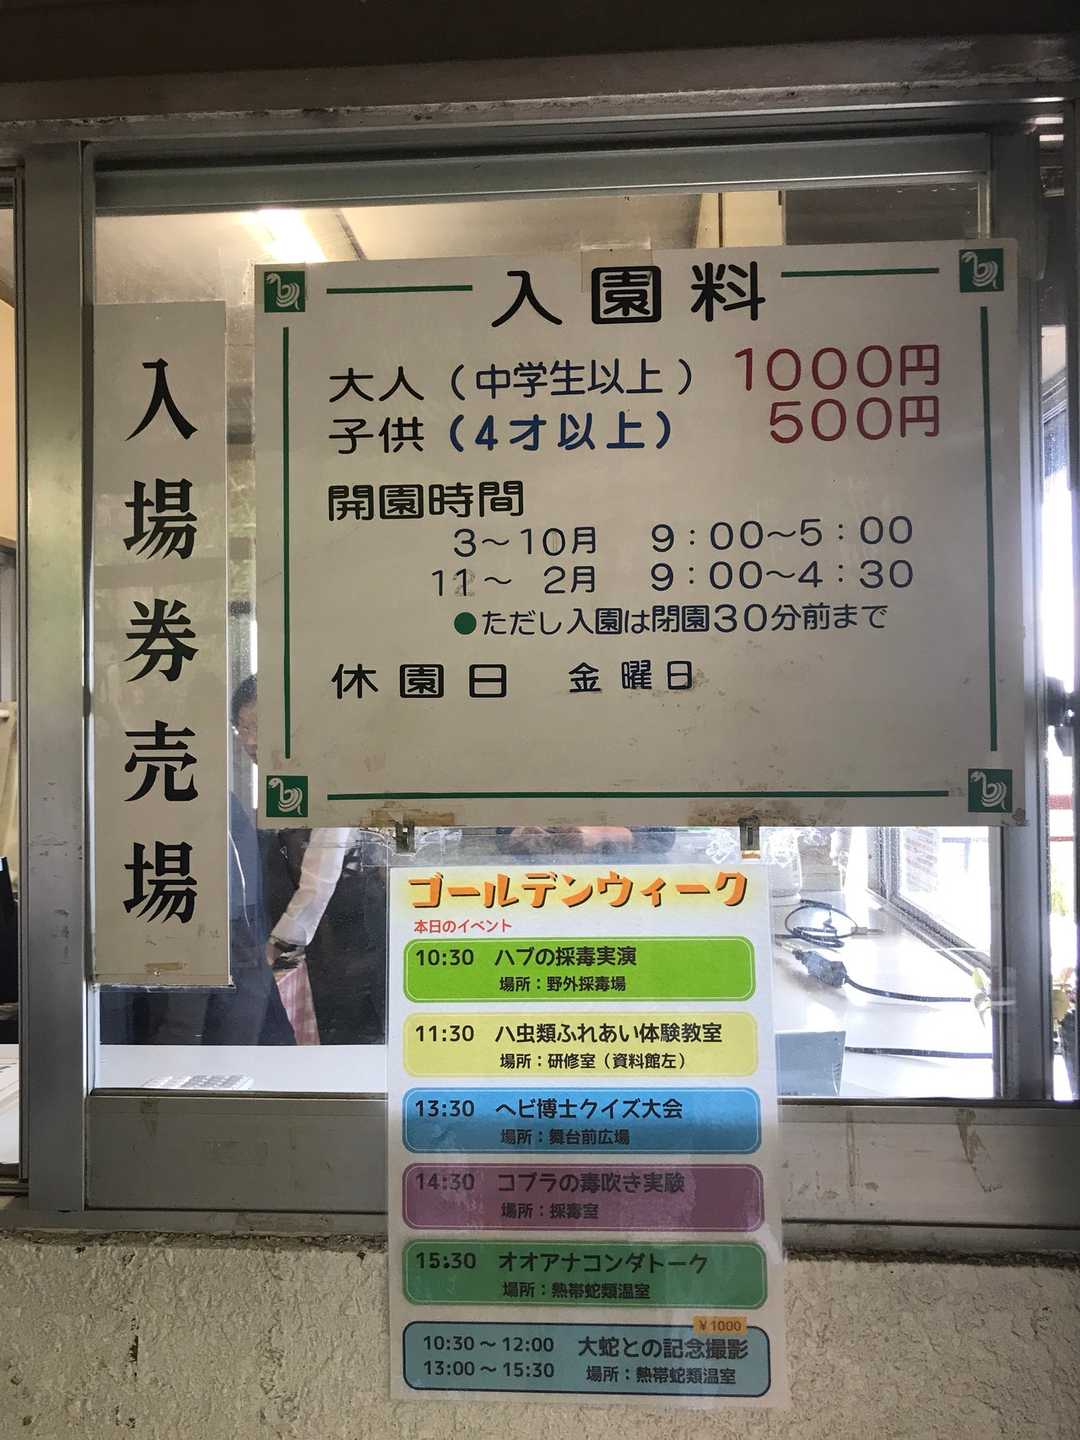 入場券売場
入園料
大人（中学生以上） 1000円
子供（4才以上） 500円
開園時間
3～10月 9：00～5：00
11～ 2月 9：00～4：30
●ただし入園は閉園30分前まで
休園日 金曜日
ゴールデンウィーク
本日のイベント
10:30 ハブの採毒実演
場所：野外採毒場
11:30 ハ虫類ふれあい体験教室
場所：研修室（資料館左）
13:30 ヘビ博士クイズ大会
場所：舞台前広場
14:30 コブラの毒吹き実験
場所：採毒室
15:30 オオアナコンダトーク
場所：熱帯蛇類温室
¥1000
10:30～12:00 大蛇との記念撮影
13:00～15:30 場所：熱帯蛇類温室